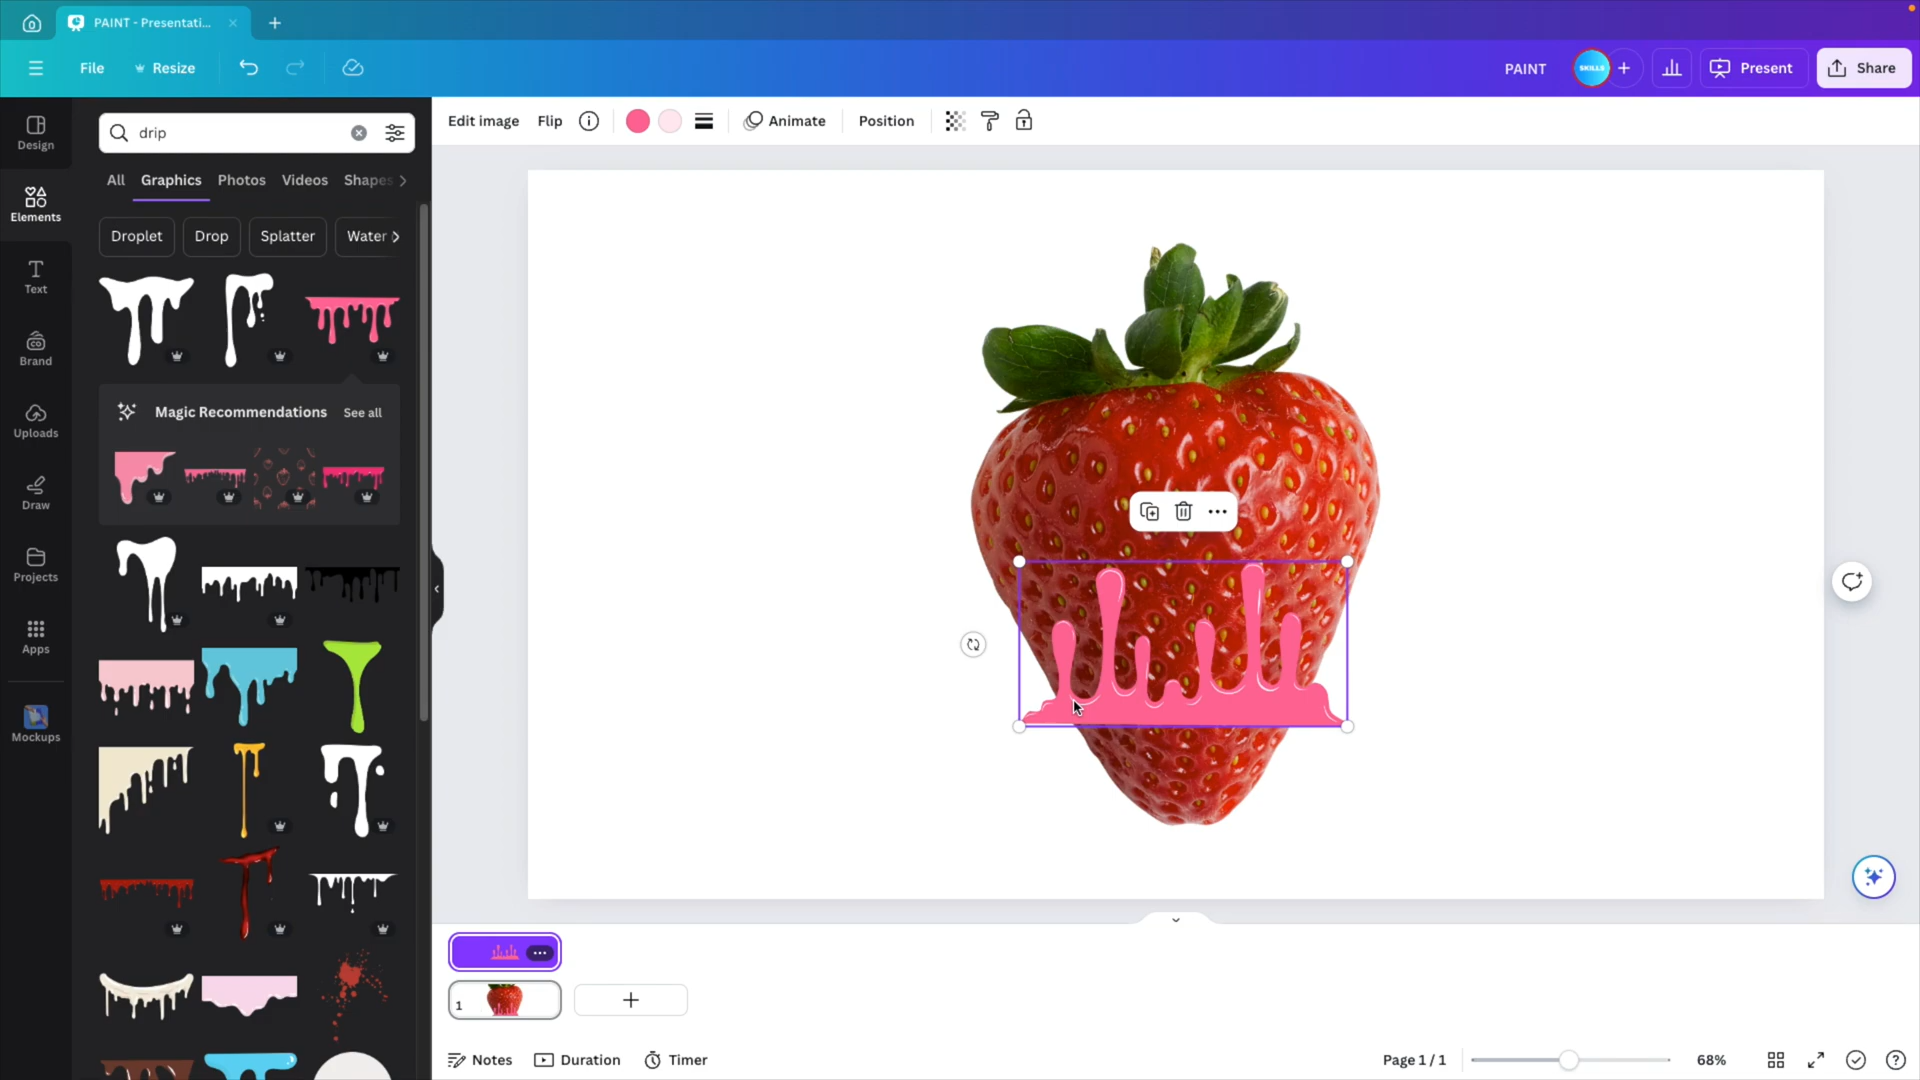 PAINT - Presentati...
File
Resize
PAINT
SKILLS
Present
Share
Design
Elements
Text
Brand
Uploads
Draw
Projects
Apps
Mockups
drip
All Graphics Photos Videos Shapes
Droplet Drop Splatter Water
Magic Recommendations See all
Edit image Flip Animate Position
1
Notes Duration Timer
Page 1 / 1 68%